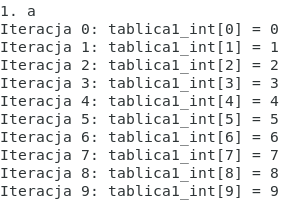 1. a
Iteracja 0: tablica1_int[0] = 0
Iteracja 1: tablica1_int[1] = 1
Iteracja 2: tablica1_int[2] = 2
Iteracja 3: tablica1_int[3] = 3
Iteracja 4: tablica1_int[4] = 4
Iteracja 5: tablica1_int[5] = 5
Iteracja 6: tablica1_int[6] = 6
Iteracja 7: tablica1_int[7] = 7
Iteracja 8: tablica1_int[8] = 8
Iteracja 9: tablica1_int[9] = 9